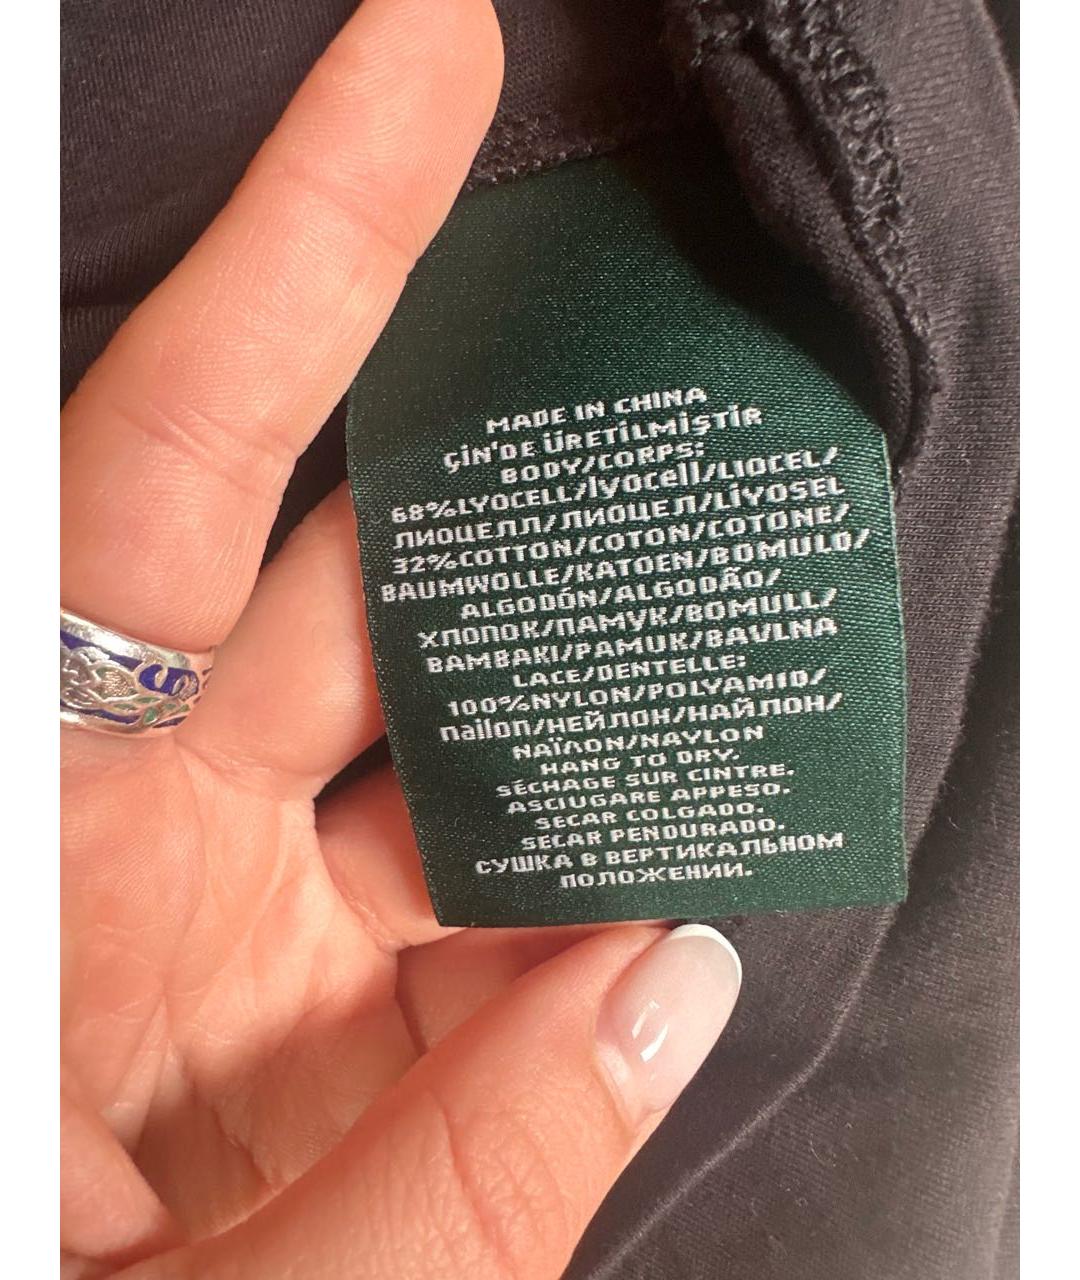 MADE IN CHINA
ÇİN'DE ÜRETİLMİŞTİR
BODY/CORPS:
68%LYOCELL/lyocell/LIOCEL/
ЛИОЦЕЛЛ/ЛИОЦЕЛ/LİYOSEL
32%COTTON/COTON/COTONE/
BAUMWOLLE/KATOEN/BOMULD/
ALGODÓN/ALGODÃO/
ХЛОПОК/ПАМУК/BOMULL/
BAMBAKI/PAMUK/BAVLNA
LACE/DENTELLE:
100%NYLON/POLYAMID/
nailon/НЕЙЛОН/НАЙЛОН/
NAÏΛON/NAYLON
HANG TO DRY.
SÉCHAGE SUR CINTRE.
ASCIUGARE APPESO.
SECAR COLGADO.
SECAR PENDURADO.
СУШКА В ВЕРТИКАЛЬНОМ
ПОЛОЖЕНИИ.